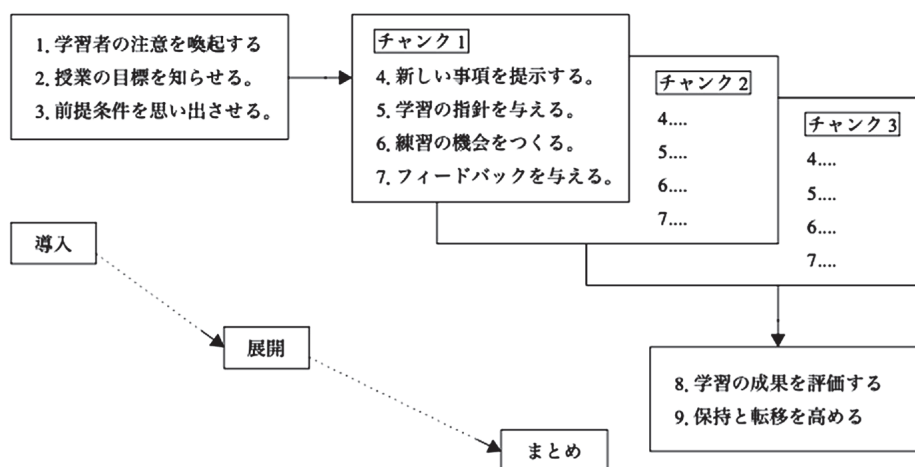 1. 学習者の注意を喚起する
2. 授業の目標を知らせる。
3. 前提条件を思い出させる。
チャンク1
4. 新しい事項を提示する。
5. 学習の指針を与える。
6. 練習の機会をつくる。
7. フィードバックを与える。
チャンク2
4....
5....
6....
7....
チャンク3
4....
5....
6....
7....
導入
展開
まとめ
8. 学習の成果を評価する
9. 保持と転移を高める